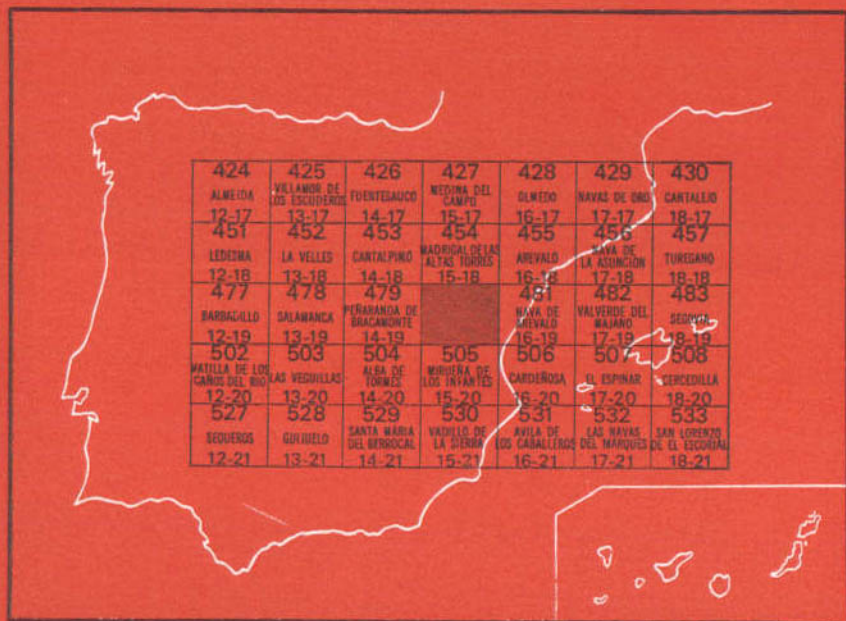 424 425 426 427 428 429 430
ALMEIDA VILLAMOR DE LOS ESCUDEROS FUENTESAUCO MEDINA DEL CAMPO OLMEDO NAVAS DE ORO CANTALEJO
12-17 13-17 14-17 15-17 16-17 17-17 18-17
451 452 453 454 455 456 457
LEDESMA LA VELLES CANTALPINO MADRIGAL DE LAS ALTAS TORRES AREVALO NAVA DE LA ASUNCION TUREGANO
12-18 13-18 14-18 15-18 16-18 17-18 18-18
477 478 479 481 482 483
BARBADILLO SALAMANCA PEÑARANDA DE BRACAMONTE NAVA DE AREVALO VALVERDE DEL MAJANO SEGOVIA
12-19 13-19 14-19 16-19 17-19 18-19
502 503 504 505 506 507 508
MATILLA DE LOS CAÑOS DEL RIO LAS VEGUILLAS ALBA DE TORMES MIRUEÑA DE LOS INFANTES CARDEÑOSA EL ESPINAR CERCEDILLA
12-20 13-20 14-20 15-20 16-20 17-20 18-20
527 528 529 530 531 532 533
SEQUEROS GUIJUELO SANTA MARIA DEL BERROCAL VADILLO DE LA SIERRA AVILA DE LOS CABALLEROS LAS NAVAS DEL MARQUES SAN LORENZO DE EL ESCORIAL
12-21 13-21 14-21 15-21 16-21 17-21 18-21